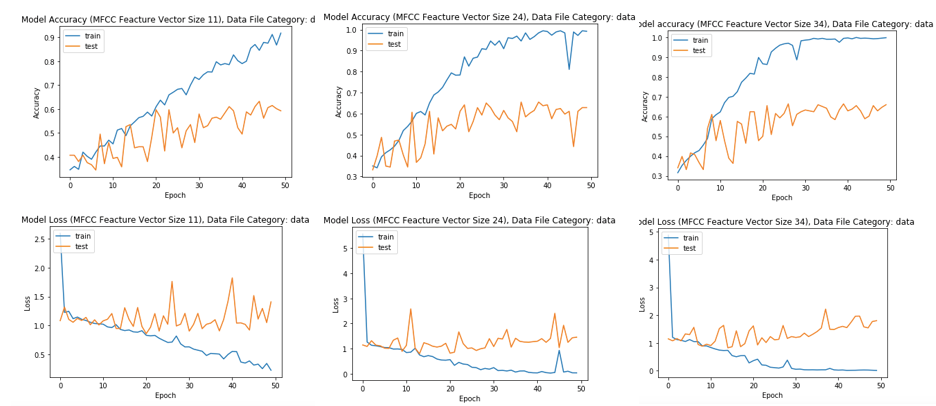 Model Accuracy (MFCC Feacture Vector Size 11), Data File Category: d
Accuracy
0.9
0.8
0.7
0.6
0.5
0.4
train
test
0 10 20 30 40 50
Epoch
Model Accuracy (MFCC Feacture Vector Size 24), Data File Category: data
Accuracy
1.0
0.9
0.8
0.7
0.6
0.5
0.4
0.3
train
test
0 10 20 30 40 50
Epoch
del accuracy (MFCC Feacture Vector Size 34), Data File Category: data
Accuracy
1.0
0.9
0.8
0.7
0.6
0.5
0.4
0.3
train
test
0 10 20 30 40 50
Epoch
Model Loss (MFCC Feacture Vector Size 11), Data File Category: data
Loss
2.5
2.0
1.5
1.0
0.5
train
test
0 10 20 30 40 50
Epoch
Model Loss (MFCC Feacture Vector Size 24), Data File Category: data
Loss
5
4
3
2
1
0
train
test
0 10 20 30 40 50
Epoch
del Loss (MFCC Feacture Vector Size 34), Data File Category: data
Loss
5
4
3
2
1
0
train
test
0 10 20 30 40 50
Epoch